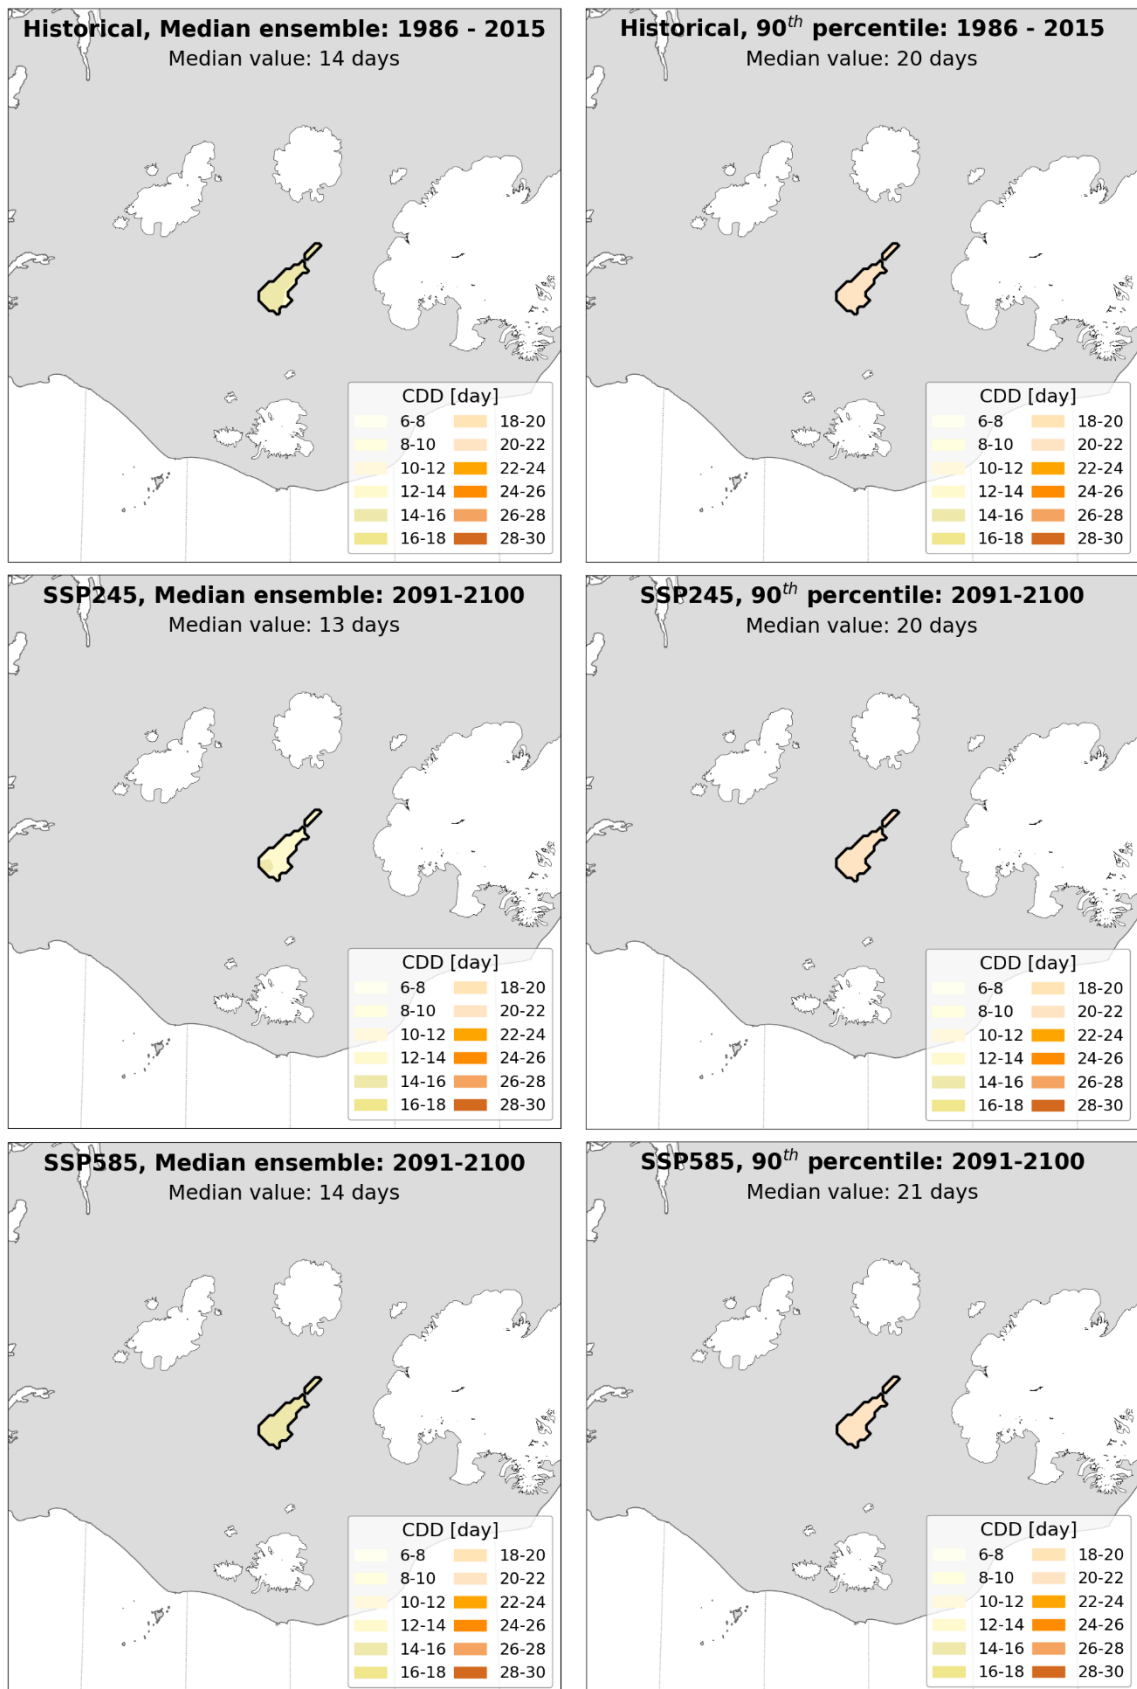 Historical, Median ensemble: 1986 - 2015
Median value: 14 days
CDD [day]
6-8 18-20
8-10 20-22
10-12 22-24
12-14 24-26
14-16 26-28
16-18 28-30
Historical, 90th percentile: 1986 - 2015
Median value: 20 days
CDD [day]
6-8 18-20
8-10 20-22
10-12 22-24
12-14 24-26
14-16 26-28
16-18 28-30
SSP245, Median ensemble: 2091-2100
Median value: 13 days
CDD [day]
6-8 18-20
8-10 20-22
10-12 22-24
12-14 24-26
14-16 26-28
16-18 28-30
SSP245, 90th percentile: 2091-2100
Median value: 20 days
CDD [day]
6-8 18-20
8-10 20-22
10-12 22-24
12-14 24-26
14-16 26-28
16-18 28-30
SSP585, Median ensemble: 2091-2100
Median value: 14 days
CDD [day]
6-8 18-20
8-10 20-22
10-12 22-24
12-14 24-26
14-16 26-28
16-18 28-30
SSP585, 90th percentile: 2091-2100
Median value: 21 days
CDD [day]
6-8 18-20
8-10 20-22
10-12 22-24
12-14 24-26
14-16 26-28
16-18 28-30